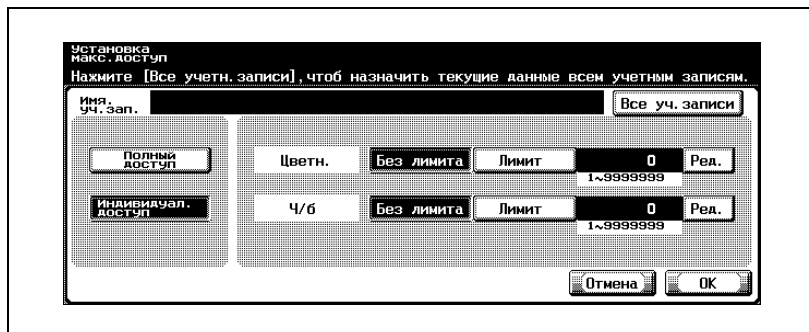 Установка
макс.доступ
Нажмите [Все учетн.записи],чтоб назначить текущие данные всем учетным записям.
Имя.
уч.зап.
Все уч.записи
Полный
доступ
Цветн.
Без лимита
Лимит
0
Ред.
1~9999999
Индивидуал.
доступ
Ч/б
Без лимита
Лимит
0
Ред.
1~9999999
Отмена
OK